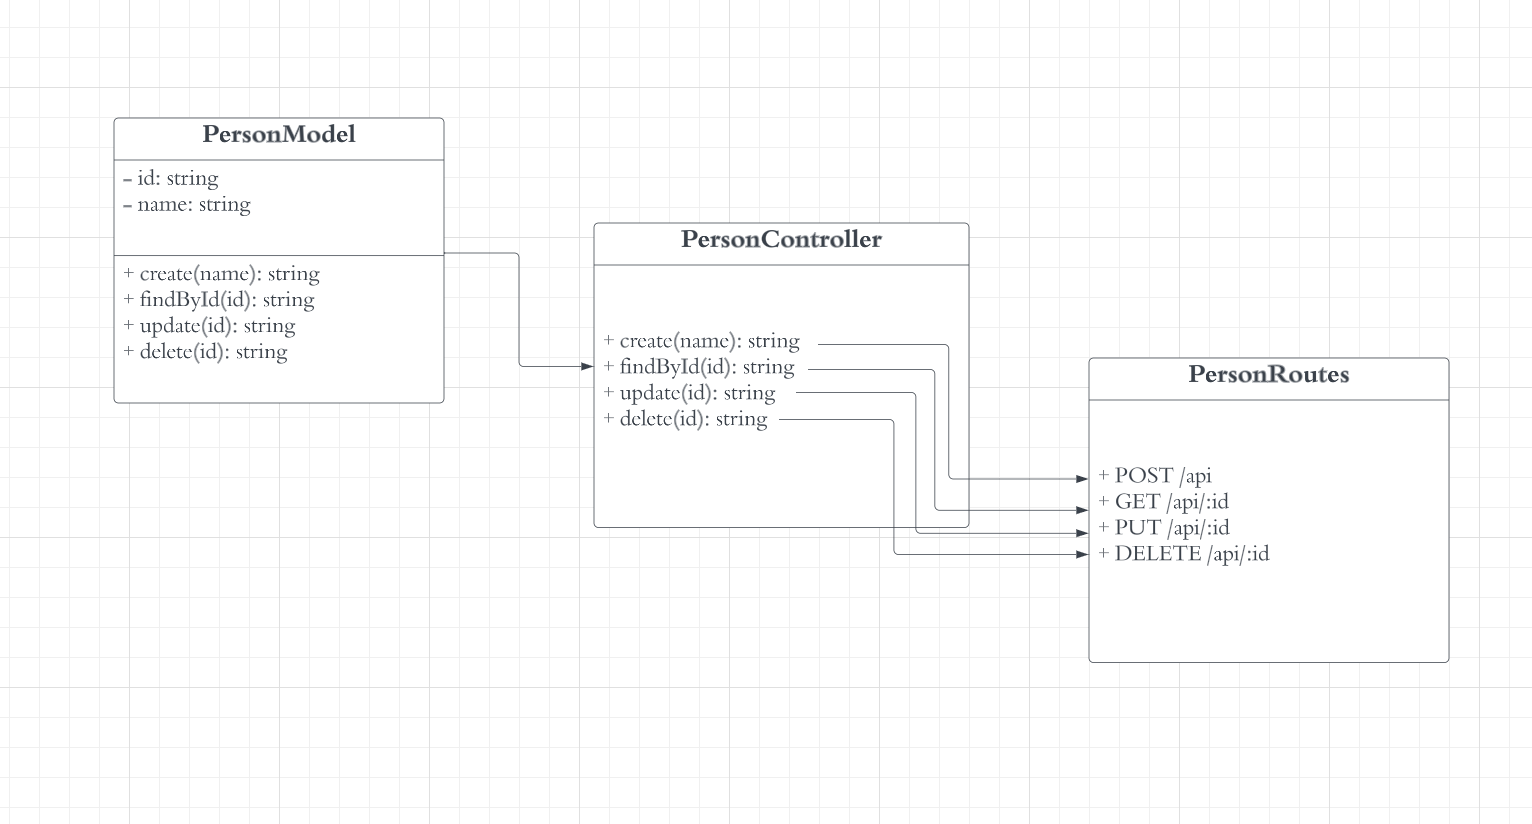 PersonModel
– id: string
– name: string
+ create(name): string
+ findById(id): string
+ update(id): string
+ delete(id): string
PersonController
+ create(name): string
+ findById(id): string
+ update(id): string
+ delete(id): string
PersonRoutes
+ POST /api
+ GET /api/:id
+ PUT /api/:id
+ DELETE /api/:id